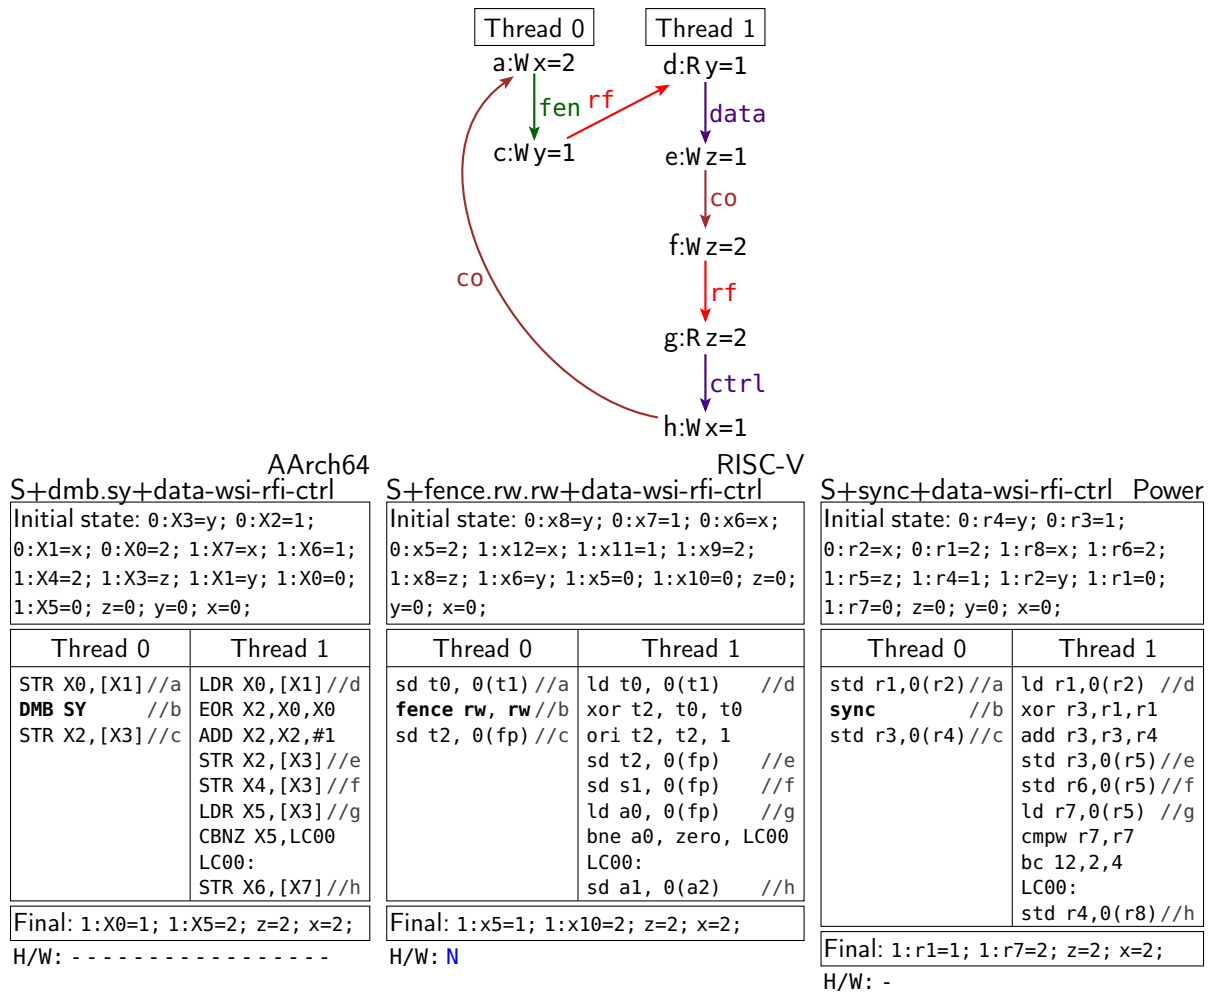 Thread 0 Thread 1
a:W x=2 d:R y=1
fen rf data
c:W y=1 e:W z=1
co
f:W z=2
co rf
g:R z=2
ctrl
h:W x=1
AArch64
S+dmb.sy+data-wsi-rfi-ctrl
Initial state: 0:X3=y; 0:X2=1;
0:X1=x; 0:X0=2; 1:X7=x; 1:X6=1;
1:X4=2; 1:X3=z; 1:X1=y; 1:X0=0;
1:X5=0; z=0; y=0; x=0;
Thread 0 Thread 1
STR X0,[X1]//a LDR X0,[X1]//d
DMB SY //b EOR X2,X0,X0
STR X2,[X3]//c ADD X2,X2,#1
STR X2,[X3]//e
STR X4,[X3]//f
LDR X5,[X3]//g
CBNZ X5,LC00
LC00:
STR X6,[X7]//h
Final: 1:X0=1; 1:X5=2; z=2; x=2;
H/W: - - - - - - - - - - - - - - - - -
RISC-V
S+fence.rw.rw+data-wsi-rfi-ctrl
Initial state: 0:x8=y; 0:x7=1; 0:x6=x;
0:x5=2; 1:x12=x; 1:x11=1; 1:x9=2;
1:x8=z; 1:x6=y; 1:x5=0; 1:x10=0; z=0;
y=0; x=0;
Thread 0 Thread 1
sd t0, 0(t1)//a ld t0, 0(t1) //d
fence rw, rw//b xor t2, t0, t0
sd t2, 0(fp)//c ori t2, t2, 1
sd t2, 0(fp) //e
sd s1, 0(fp) //f
ld a0, 0(fp) //g
bne a0, zero, LC00
LC00:
sd a1, 0(a2) //h
Final: 1:x5=1; 1:x10=2; z=2; x=2;
H/W: N
S+sync+data-wsi-rfi-ctrl Power
Initial state: 0:r4=y; 0:r3=1;
0:r2=x; 0:r1=2; 1:r8=x; 1:r6=2;
1:r5=z; 1:r4=1; 1:r2=y; 1:r1=0;
1:r7=0; z=0; y=0; x=0;
Thread 0 Thread 1
std r1,0(r2)//a ld r1,0(r2) //d
sync //b xor r3,r1,r1
std r3,0(r4)//c add r3,r3,r4
std r3,0(r5)//e
std r6,0(r5)//f
ld r7,0(r5) //g
cmpw r7,r7
bc 12,2,4
LC00:
std r4,0(r8)//h
Final: 1:r1=1; 1:r7=2; z=2; x=2;
H/W: -